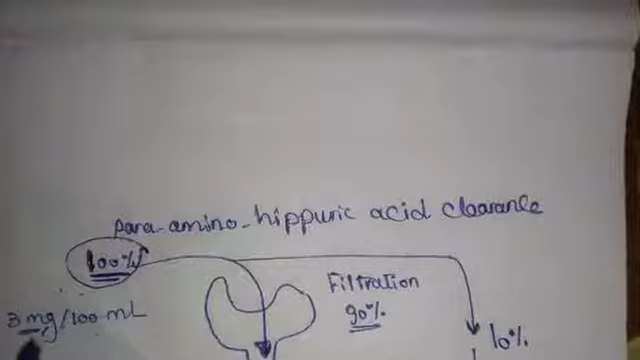 para-amino-hippuric acid clearance
100%
3 mg/100 mL
Filtration
90%
10%